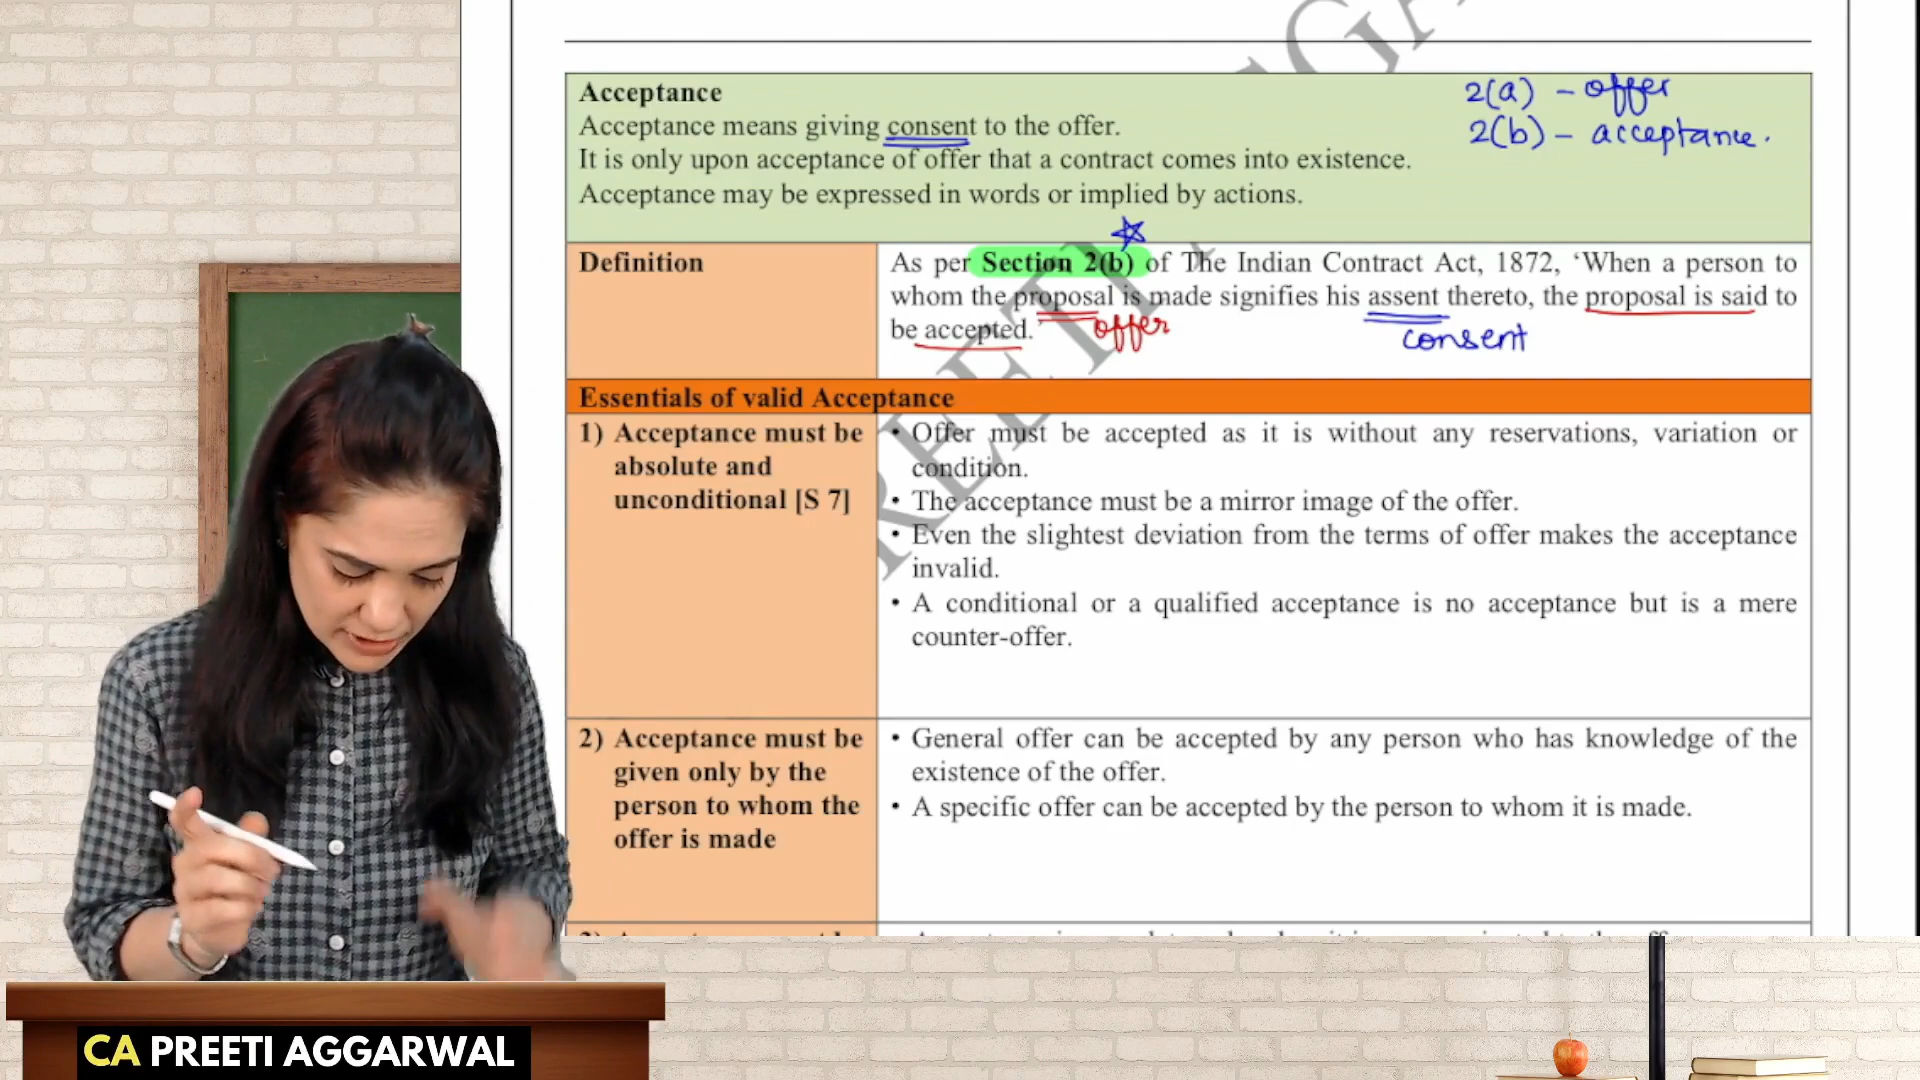 Acceptance
Acceptance means giving consent to the offer.
It is only upon acceptance of offer that a contract comes into existence.
Acceptance may be expressed in words or implied by actions.
2(a) - offer
2(b) - acceptance.
Definition
As per Section 2(b) of The Indian Contract Act, 1872, ‘When a person to
whom the proposal is made signifies his assent thereto, the proposal is said to
be accepted.’
offer
consent
Essentials of valid Acceptance
1) Acceptance must be
absolute and
unconditional [S 7]
• Offer must be accepted as it is without any reservations, variation or
condition.
• The acceptance must be a mirror image of the offer.
• Even the slightest deviation from the terms of offer makes the acceptance
invalid.
• A conditional or a qualified acceptance is no acceptance but is a mere
counter-offer.
2) Acceptance must be
given only by the
person to whom the
offer is made
• General offer can be accepted by any person who has knowledge of the
existence of the offer.
• A specific offer can be accepted by the person to whom it is made.
CA PREETI AGGARWAL